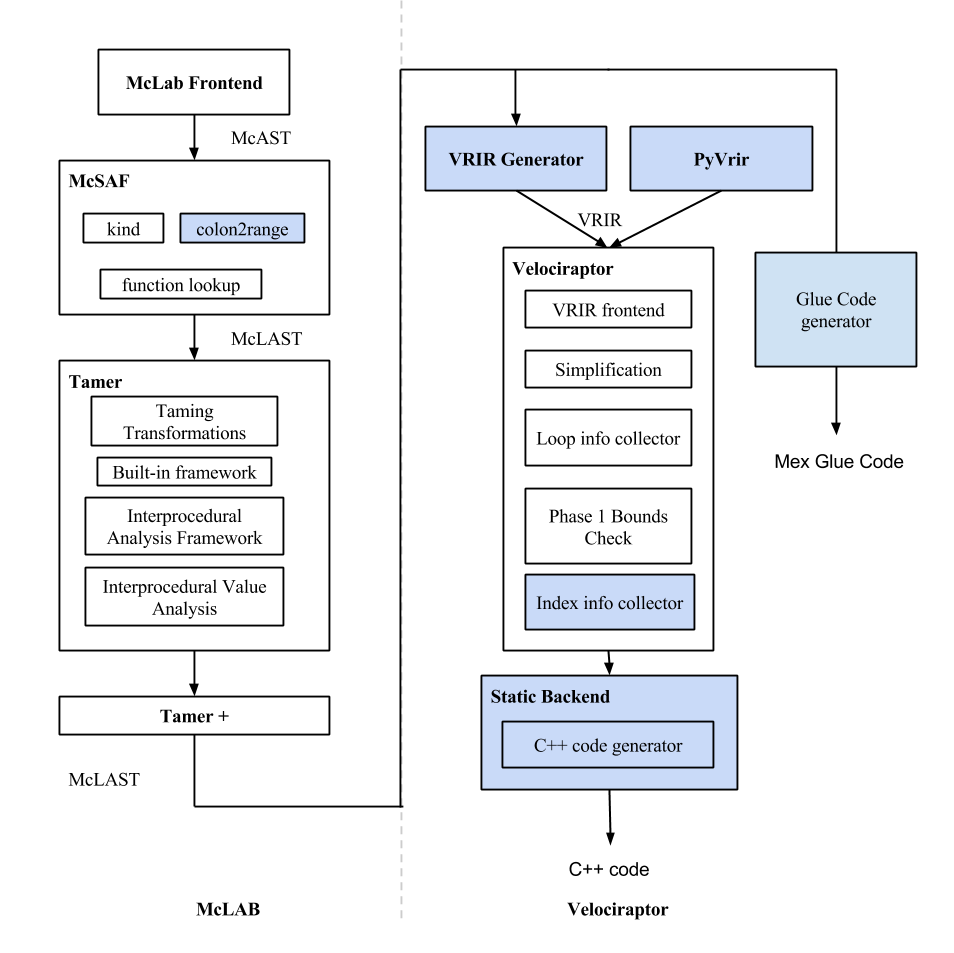 McLab Frontend
McAST
McSAF
kind
colon2range
function lookup
McLAST
Tamer
Taming
Transformations
Built-in framework
Interprocedural
Analysis Framework
Interprocedural Value
Analysis
Tamer +
McLAST
McLAB
VRIR Generator
PyVrir
VRIR
Velociraptor
VRIR frontend
Simplification
Loop info collector
Phase 1 Bounds
Check
Index info collector
Static Backend
C++ code generator
C++ code
Glue Code
generator
Mex Glue Code
Velociraptor